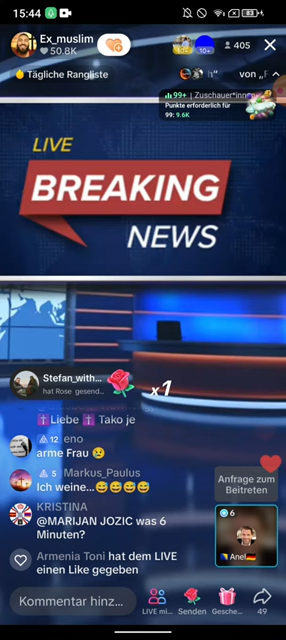 15:44
83
Ex_muslim
50.8K
10+
10+
405
Tägliche Rangliste
von „F
99+ | Zuschauer*innen
Punkte erforderlich für
99: 9.6K
LIVE
BREAKING
NEWS
Stefan_with...
hat Rose gesend...
x1
✝️Liebe ✝️ Tako je
12 eno
arme Frau 😢
5 Markus_Paulus
Ich weine...😅😅😅😅
KRISTINA
@MARIJAN JOZIC was 6
Minuten?
Anfrage zum
Beitreten
6
Anel🇩🇪
Armenia Toni hat dem LIVE
einen Like gegeben
Kommentar hinz...
LIVE mi...
Senden
Gesche...
49